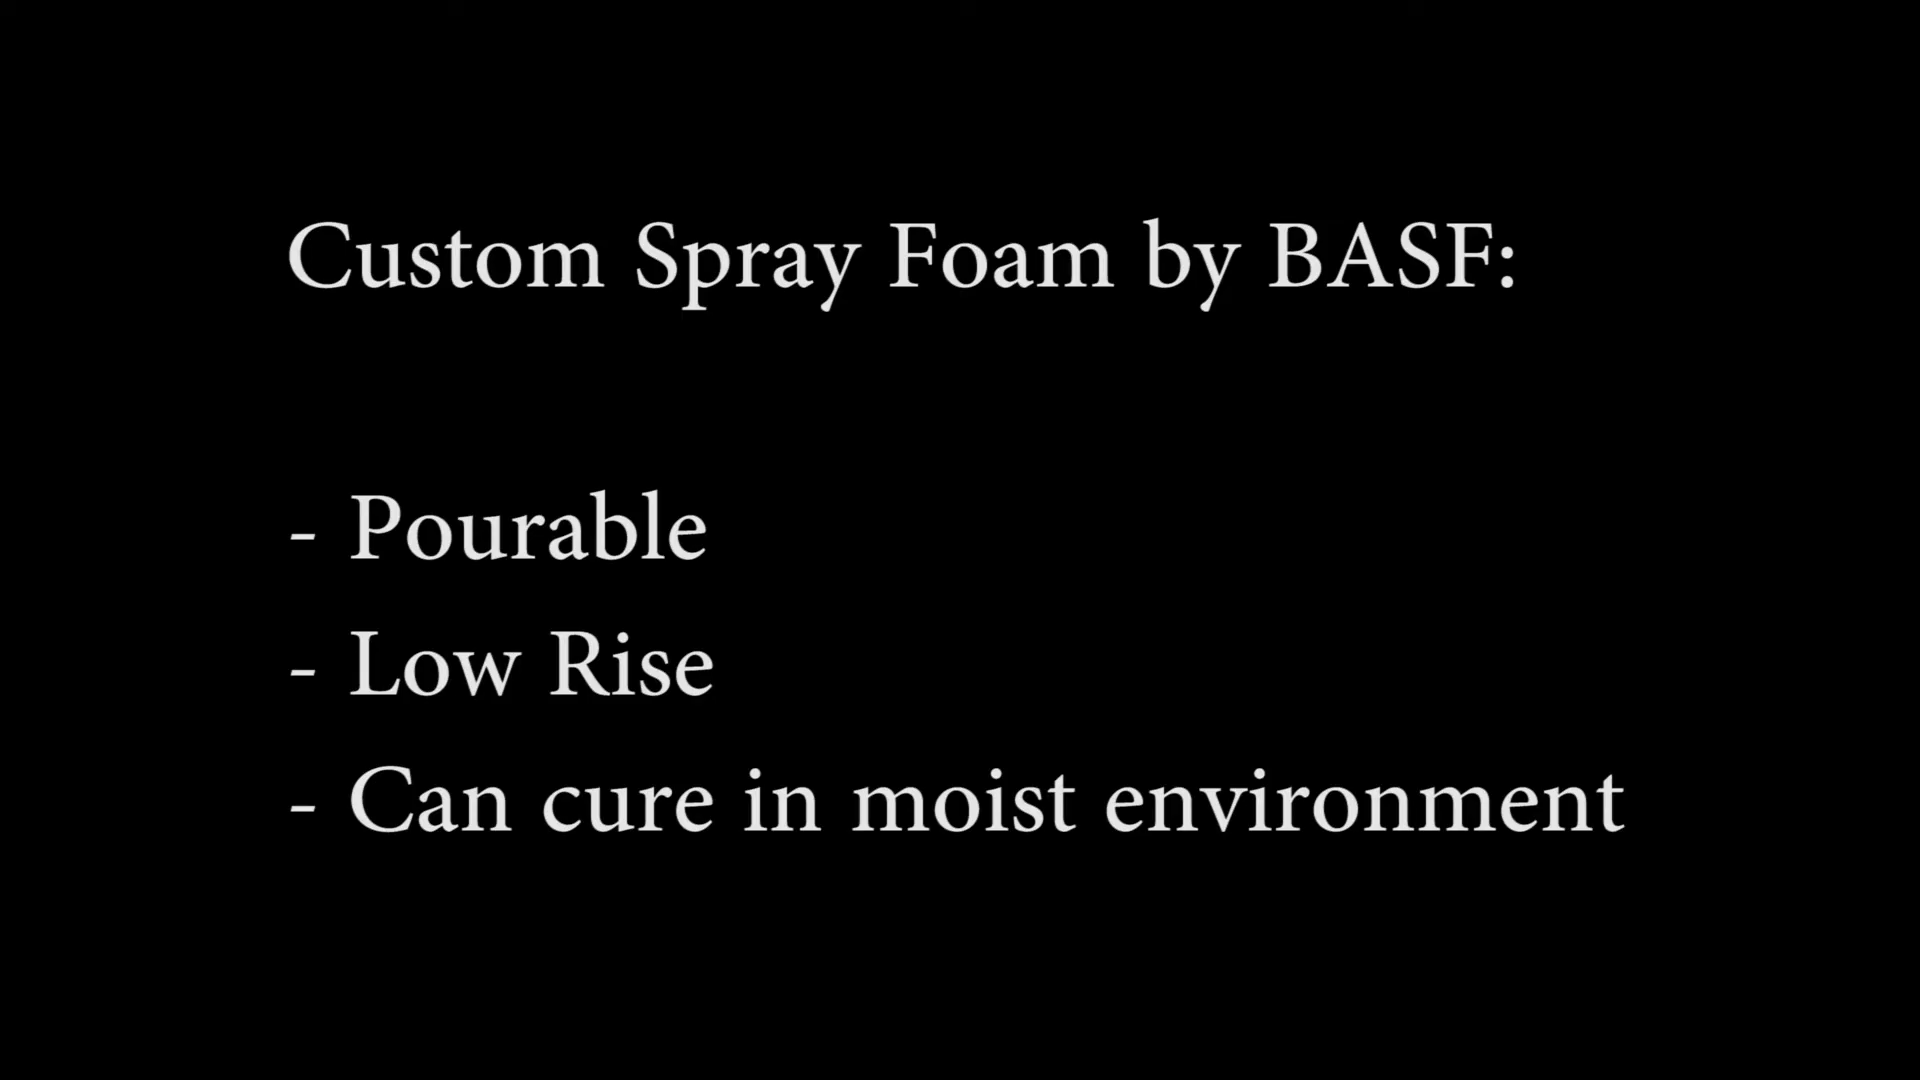 Custom Spray Foam by BASF:
- Pourable
- Low Rise
- Can cure in moist environment